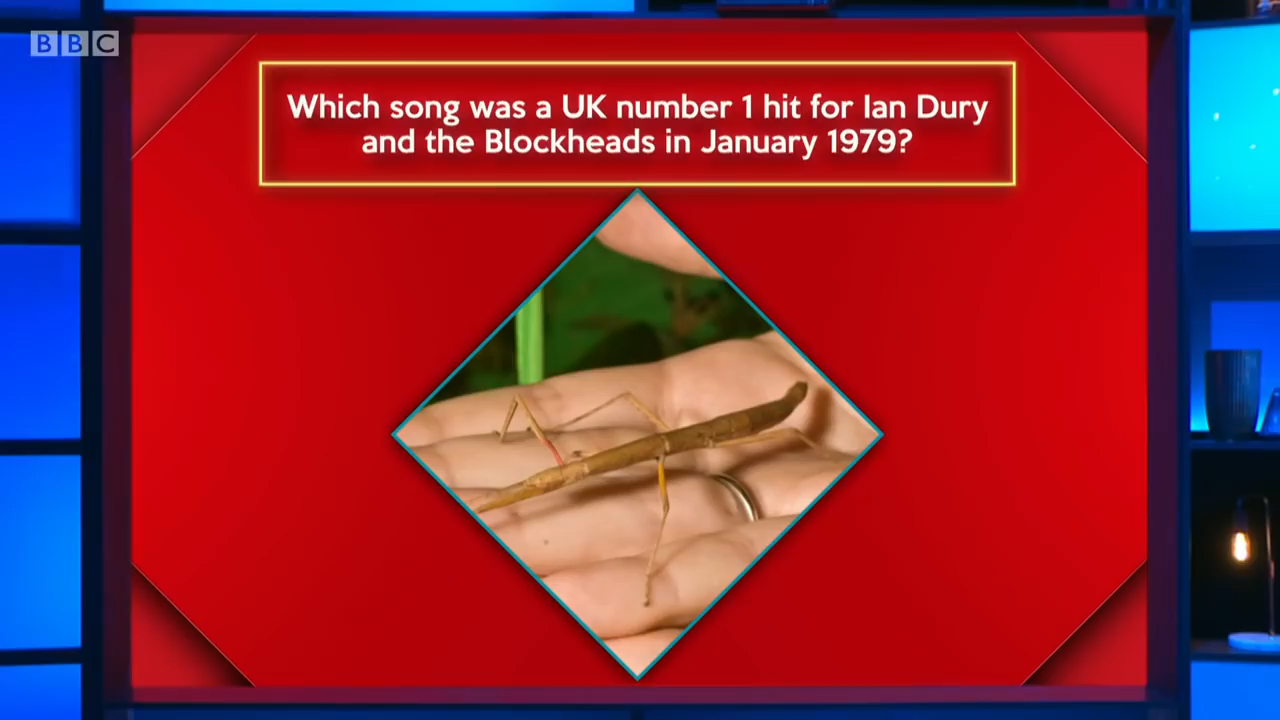 BBC
Which song was a UK number 1 hit for Ian Dury
and the Blockheads in January 1979?